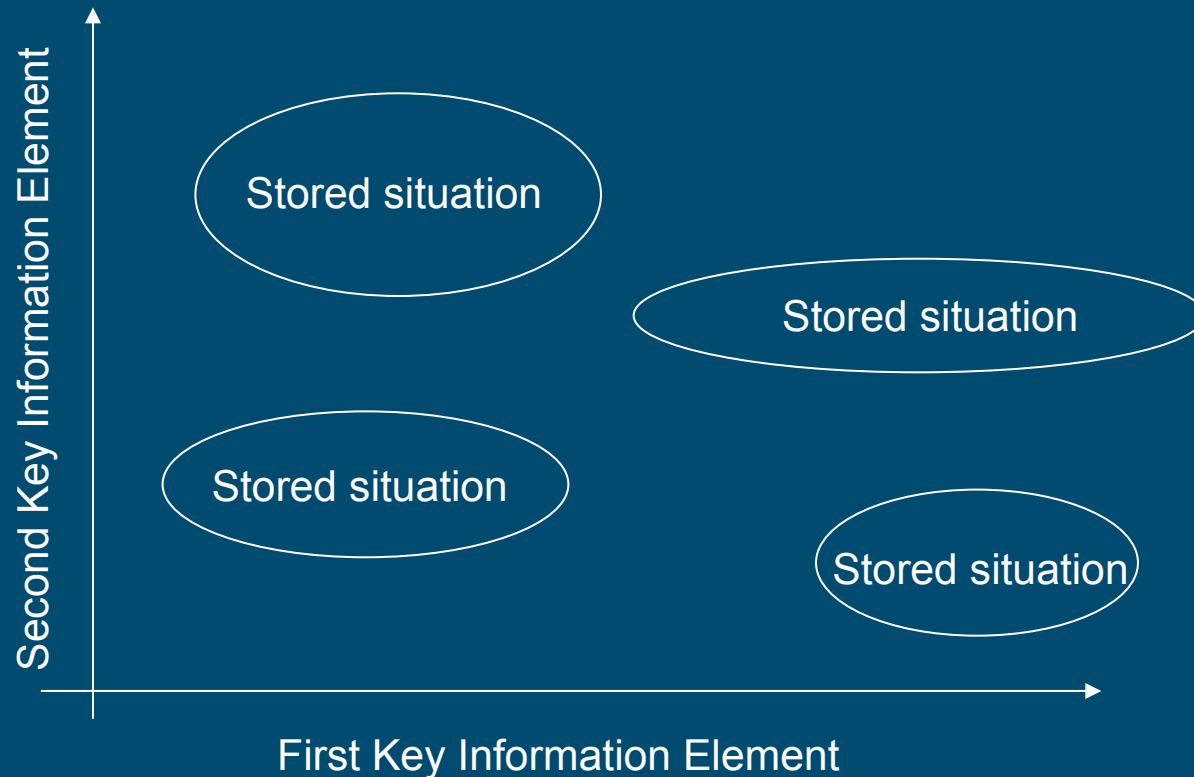 Second Key Information Element
Stored situation
Stored situation
Stored situation
Stored situation
First Key Information Element